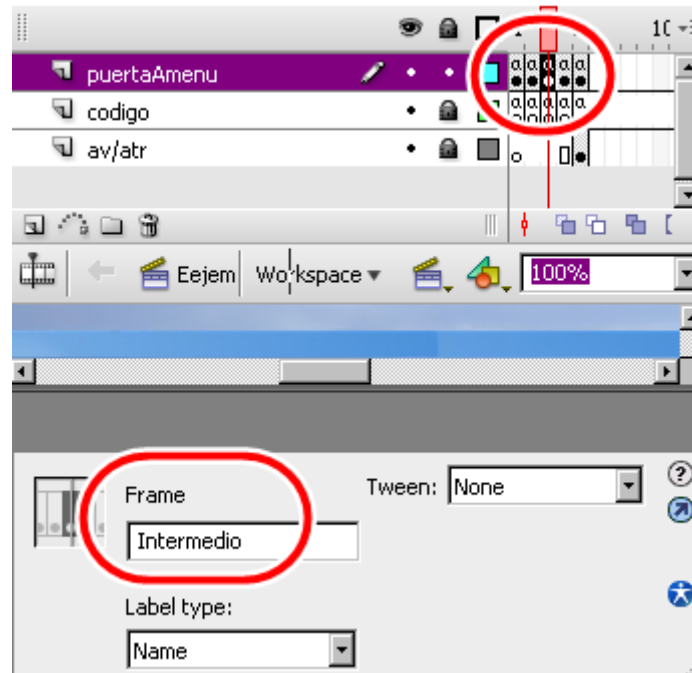 10
puertaAmenu
a a a a a
codigo
a a a a a
av/atr
Eejem Workspace 100%
Frame Tween: None
Intermedio
Label type:
Name